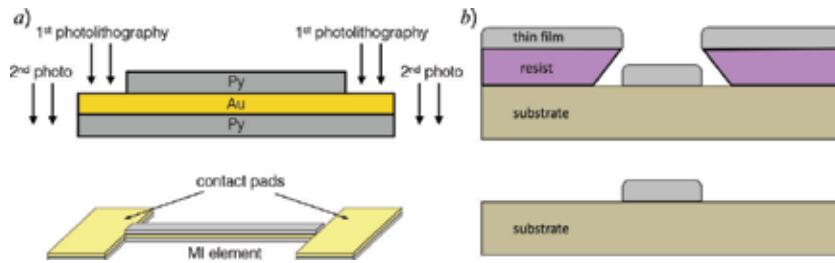 a)
1st photolithography
1st photolithography
2nd photo
2nd photo
Py
Au
Py
contact pads
MI element
b)
thin film
resist
substrate
substrate